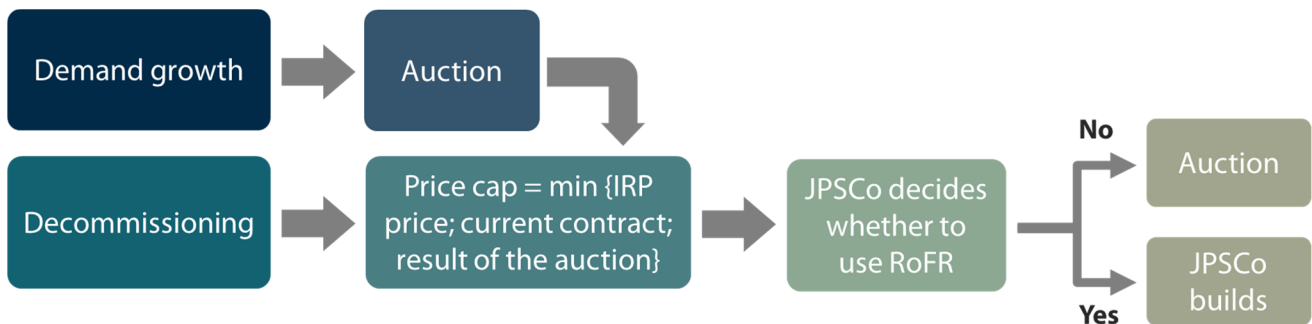 Demand growth
Auction
Decommissioning
Price cap = min {IRP
price; current contract;
result of the auction}
JPSCo decides
whether to
use RoFR
No
Auction
Yes
JPSCo
builds